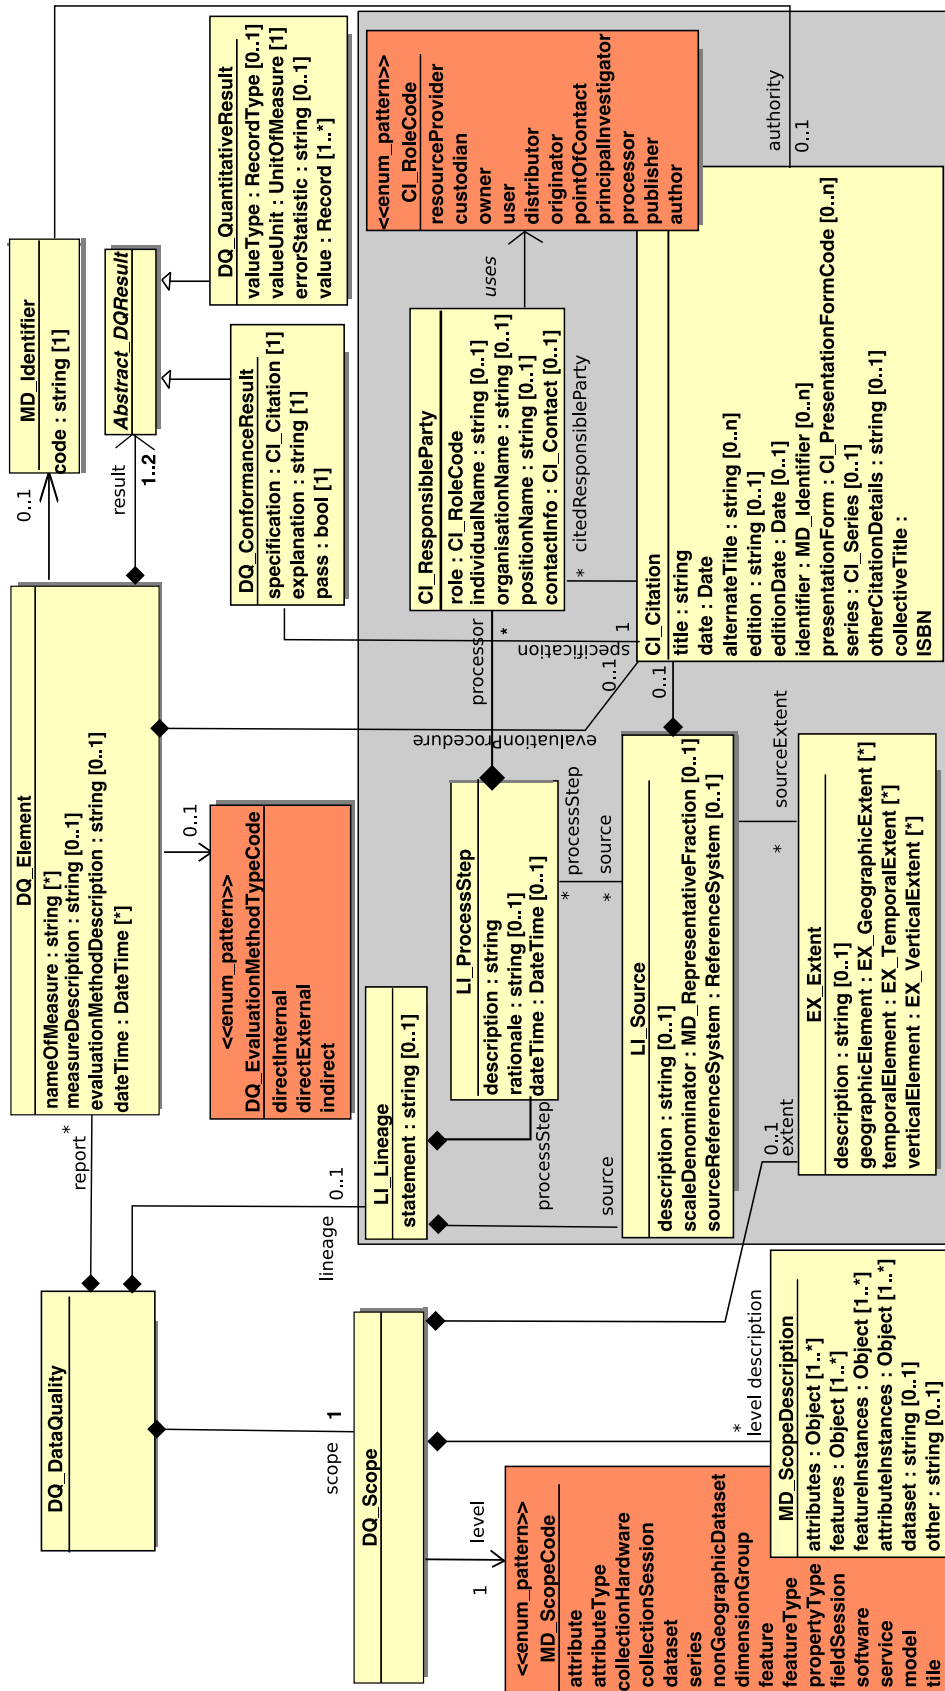 DQ_DataQuality
report
*
lineage
0..1
scope
1
DQ_Element
nameOfMeasure : string [*]
measureDescription : string [0..1]
evaluationMethodDescription : string [0..1]
dateTime : DateTime [*]
0..1
MD_Identifier
code : string [1]
result
1..2
Abstract_DQResult
DQ_QuantitativeResult
valueType : RecordType [0..1]
valueUnit : UnitOfMeasure [1]
errorStatistic : string [0..1]
value : Record [1..*]
DQ_ConformanceResult
specification : CI_Citation [1]
explanation : string [1]
pass : bool [1]
0..1
<<enum_pattern>>
DQ_EvaluationMethodTypeCode
directInternal
directExternal
indirect
DQ_Scope
level
1
<<enum_pattern>>
MD_ScopeCode
attribute
attributeType
collectionHardware
collectionSession
dataset
series
nonGeographicDataset
dimensionGroup
feature
featureType
propertyType
fieldSession
software
service
model
tile
*
level description
MD_ScopeDescription
attributes : Object [1..*]
features : Object [1..*]
featureInstances : Object [1..*]
attributeInstances : Object [1..*]
dataset : string [0..1]
other : string [0..1]
LI_Lineage
statement : string [0..1]
processStep
source
LI_ProcessStep
description : string
rationale : string [0..1]
dateTime : DateTime [0..1]
processor
*
processStep
*
source
*
LI_Source
description : string [0..1]
scaleDenominator : MD_RepresentativeFraction [0..1]
sourceReferenceSystem : ReferenceSystem [0..1]
sourceExtent
*
0..1
extent
EX_Extent
description : string [0..1]
geographicElement : EX_GeographicExtent [*]
temporalElement : EX_TemporalExtent [*]
verticalElement : EX_VerticalExtent [*]
evaluationProcedure
0..1
specification
1
0..1
CI_ResponsibleParty
role : CI_RoleCode
individualName : string [0..1]
organisationName : string [0..1]
positionName : string [0..1]
contactInfo : CI_Contact [0..1]
uses
* citedResponsibleParty
<<enum_pattern>>
CI_RoleCode
resourceProvider
custodian
owner
user
distributor
originator
pointOfContact
principalInvestigator
processor
publisher
author
authority
0..1
CI_Citation
title : string
date : Date
alternateTitle : string [0..n]
edition : string [0..1]
editionDate : Date [0..1]
identifier : MD_Identifier [0..n]
presentationForm : CI_PresentationFormCode [0..n]
series : CI_Series [0..1]
otherCitationDetails : string [0..1]
collectiveTitle :
ISBN